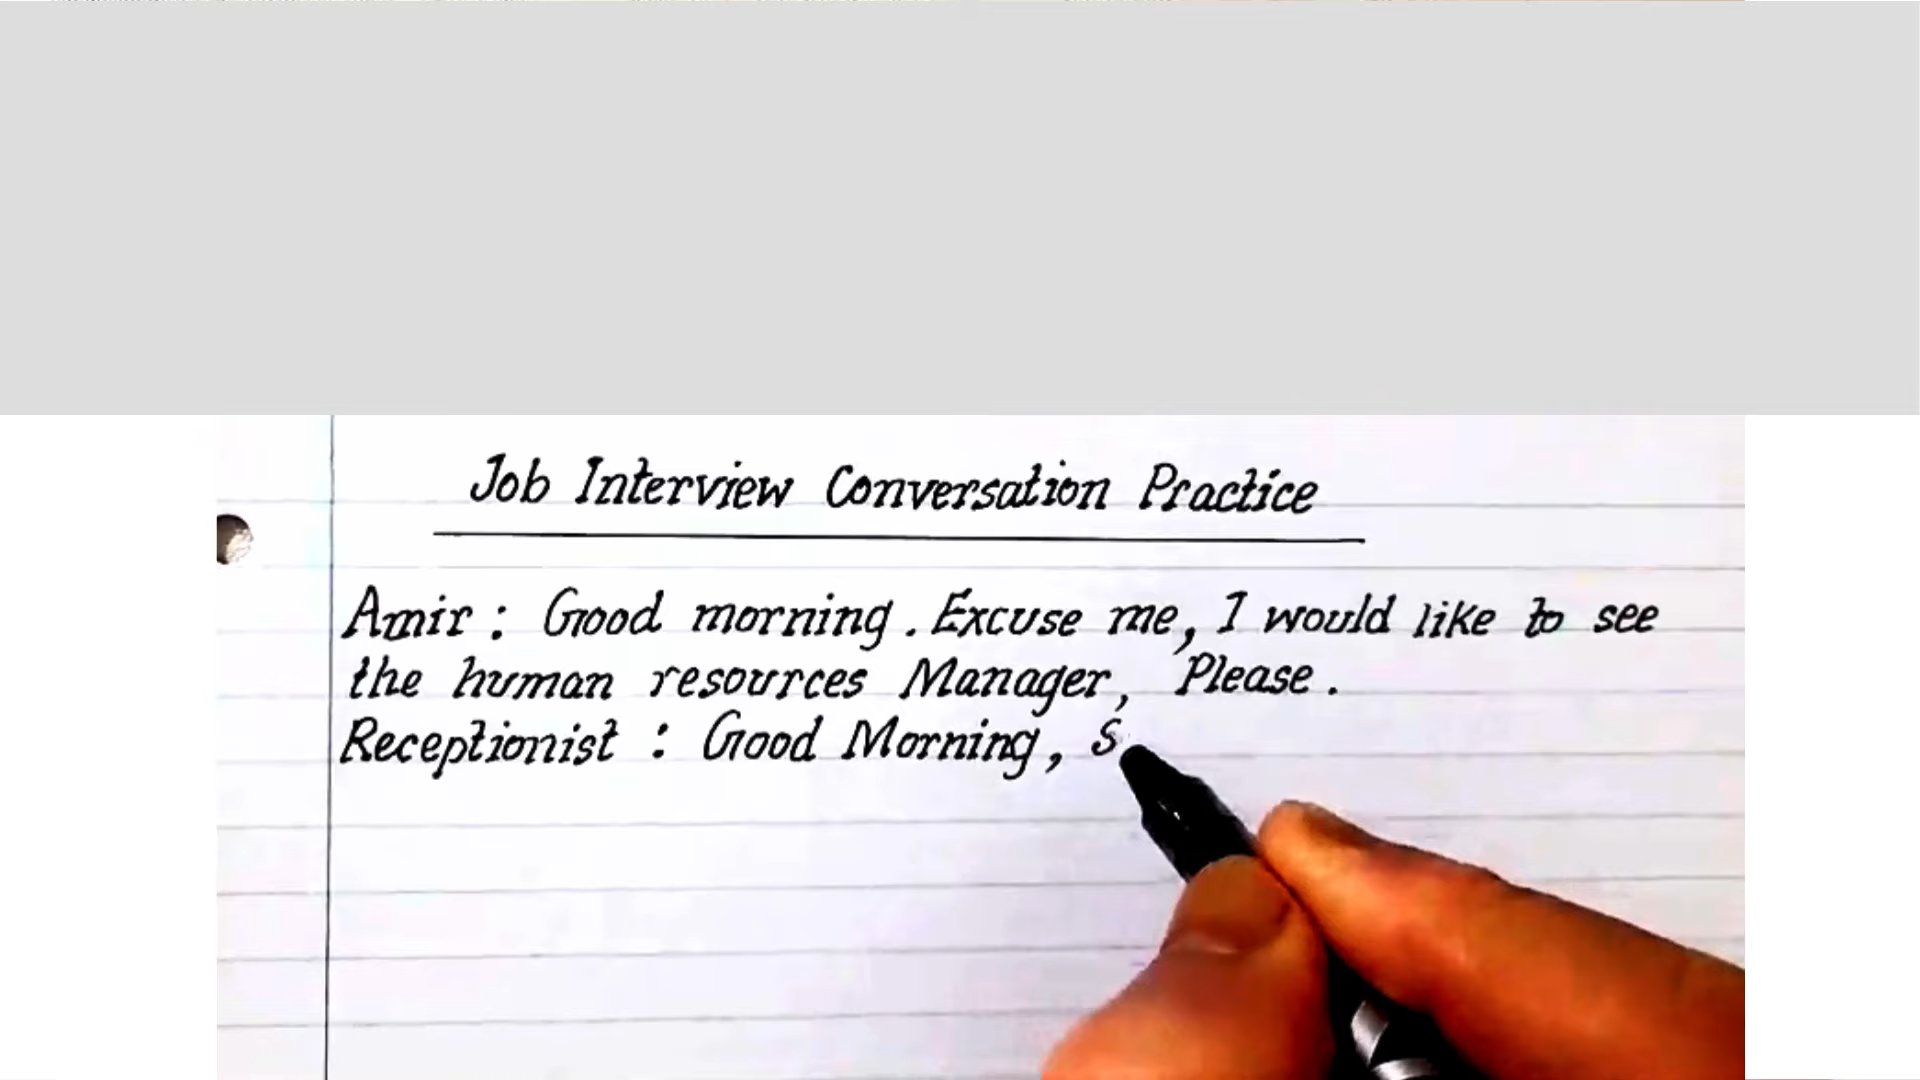 Job Interview Conversation Practice
Amir : Good morning. Excuse me, I would like to see
the human resources Manager, Please.
Receptionist : Good Morning, S